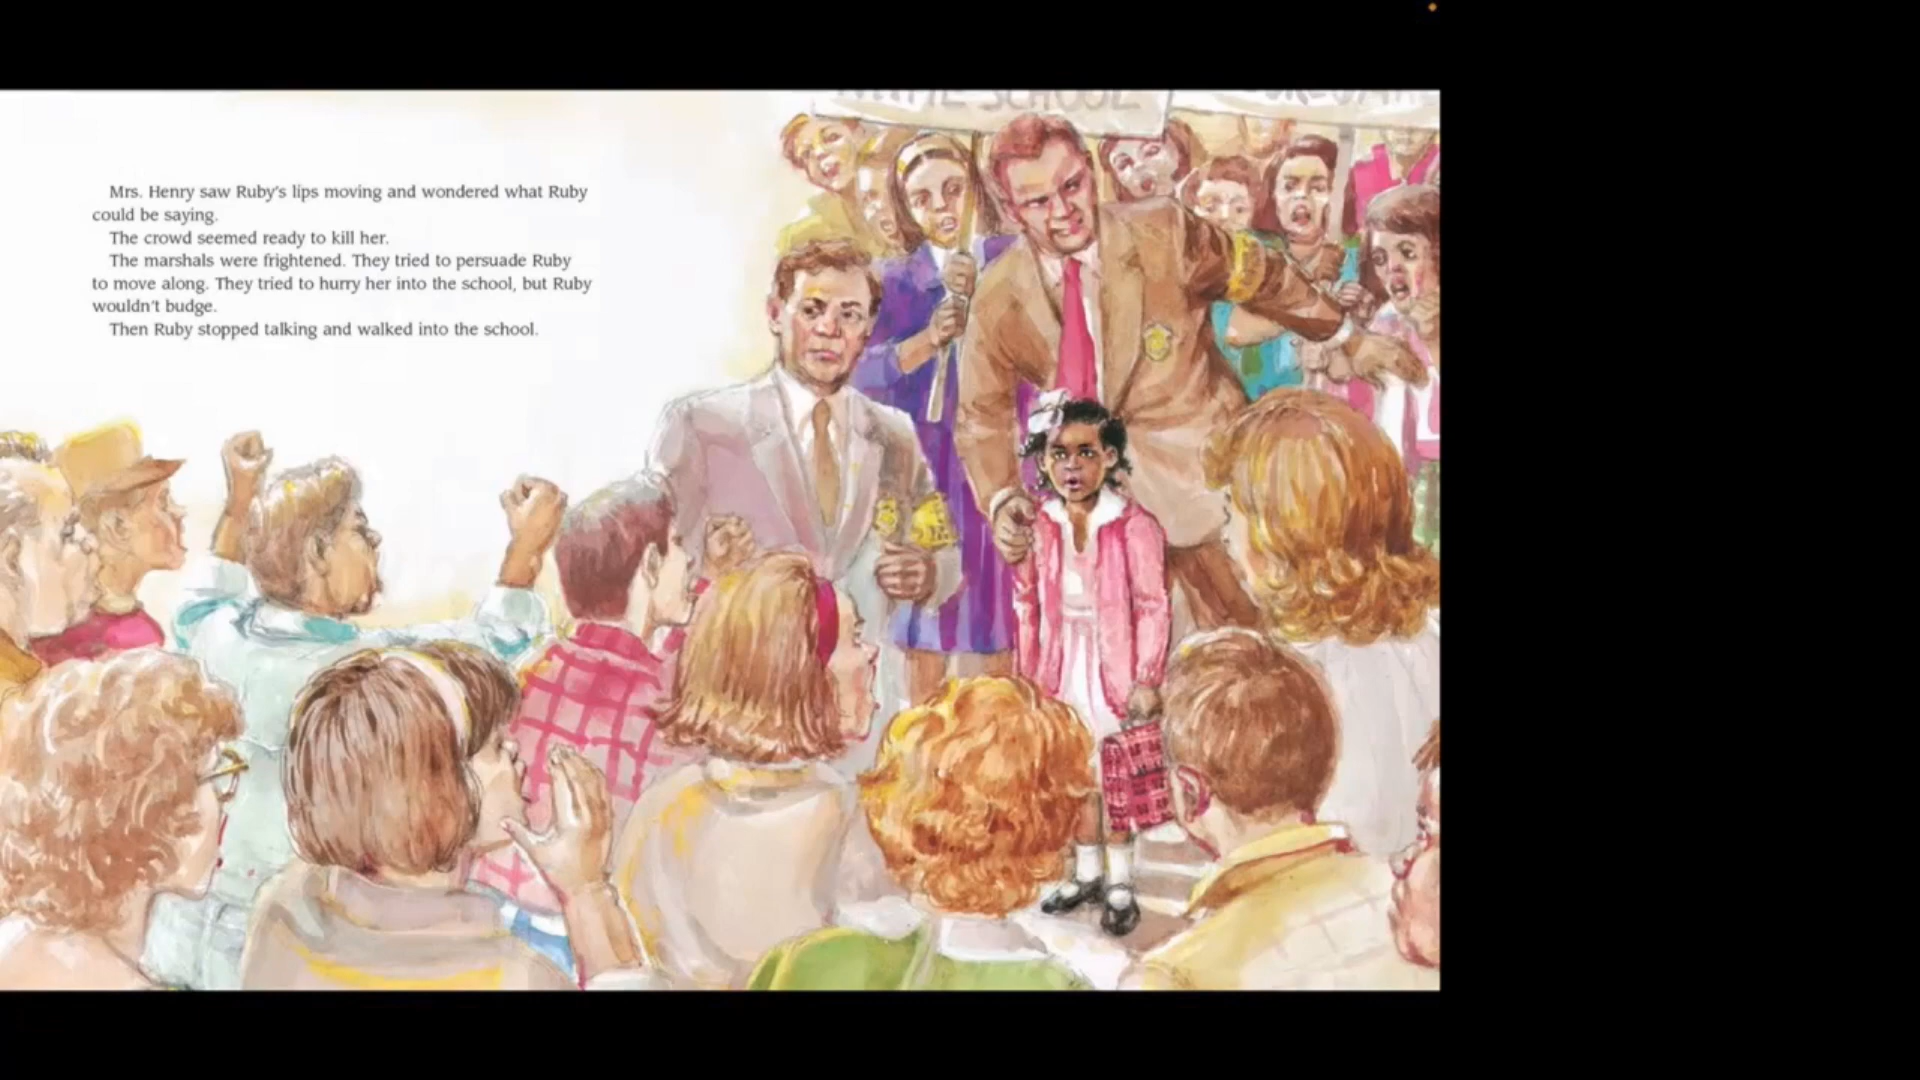 SCHOOL
Mrs. Henry saw Ruby's lips moving and wondered what Ruby
could be saying.
The crowd seemed ready to kill her.
The marshals were frightened. They tried to persuade Ruby
to move along. They tried to hurry her into the school, but Ruby
wouldn't budge.
Then Ruby stopped talking and walked into the school.